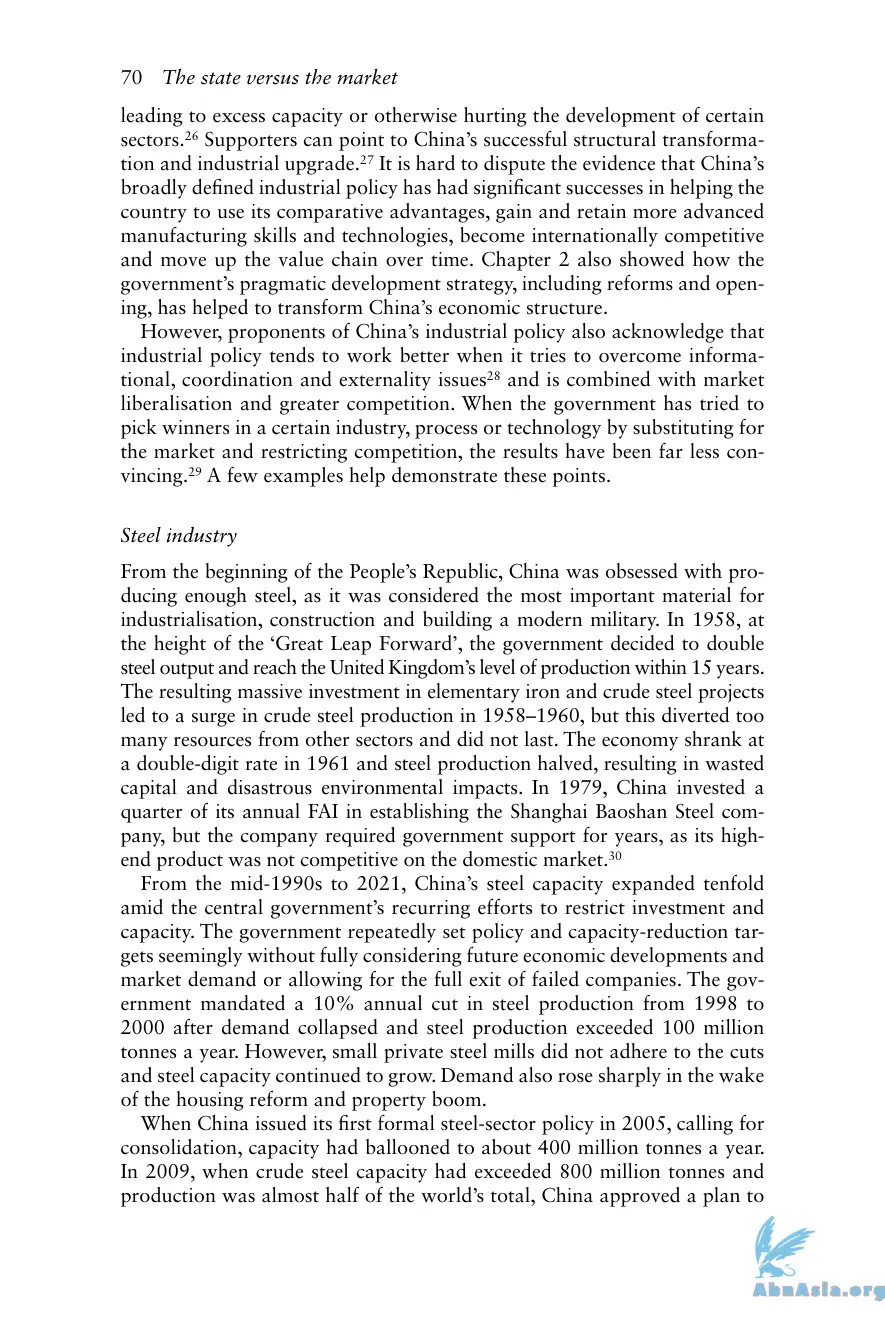 70 The state versus the market
leading to excess capacity or otherwise hurting the development of certain
sectors.26 Supporters can point to China’s successful structural transforma-
tion and industrial upgrade.27 It is hard to dispute the evidence that China’s
broadly defined industrial policy has had significant successes in helping the
country to use its comparative advantages, gain and retain more advanced
manufacturing skills and technologies, become internationally competitive
and move up the value chain over time. Chapter 2 also showed how the
government’s pragmatic development strategy, including reforms and open-
ing, has helped to transform China’s economic structure.
However, proponents of China’s industrial policy also acknowledge that
industrial policy tends to work better when it tries to overcome informa-
tional, coordination and externality issues28 and is combined with market
liberalisation and greater competition. When the government has tried to
pick winners in a certain industry, process or technology by substituting for
the market and restricting competition, the results have been far less con-
vincing.29 A few examples help demonstrate these points.
Steel industry
From the beginning of the People’s Republic, China was obsessed with pro-
ducing enough steel, as it was considered the most important material for
industrialisation, construction and building a modern military. In 1958, at
the height of the ‘Great Leap Forward’, the government decided to double
steel output and reach the United Kingdom’s level of production within 15 years.
The resulting massive investment in elementary iron and crude steel projects
led to a surge in crude steel production in 1958–1960, but this diverted too
many resources from other sectors and did not last. The economy shrank at
a double-digit rate in 1961 and steel production halved, resulting in wasted
capital and disastrous environmental impacts. In 1979, China invested a
quarter of its annual FAI in establishing the Shanghai Baoshan Steel com-
pany, but the company required government support for years, as its high-
end product was not competitive on the domestic market.30
From the mid-1990s to 2021, China’s steel capacity expanded tenfold
amid the central government’s recurring efforts to restrict investment and
capacity. The government repeatedly set policy and capacity-reduction tar-
gets seemingly without fully considering future economic developments and
market demand or allowing for the full exit of failed companies. The gov-
ernment mandated a 10% annual cut in steel production from 1998 to
2000 after demand collapsed and steel production exceeded 100 million
tonnes a year. However, small private steel mills did not adhere to the cuts
and steel capacity continued to grow. Demand also rose sharply in the wake
of the housing reform and property boom.
When China issued its first formal steel-sector policy in 2005, calling for
consolidation, capacity had ballooned to about 400 million tonnes a year.
In 2009, when crude steel capacity had exceeded 800 million tonnes and
production was almost half of the world’s total, China approved a plan to
AbnAsia.org